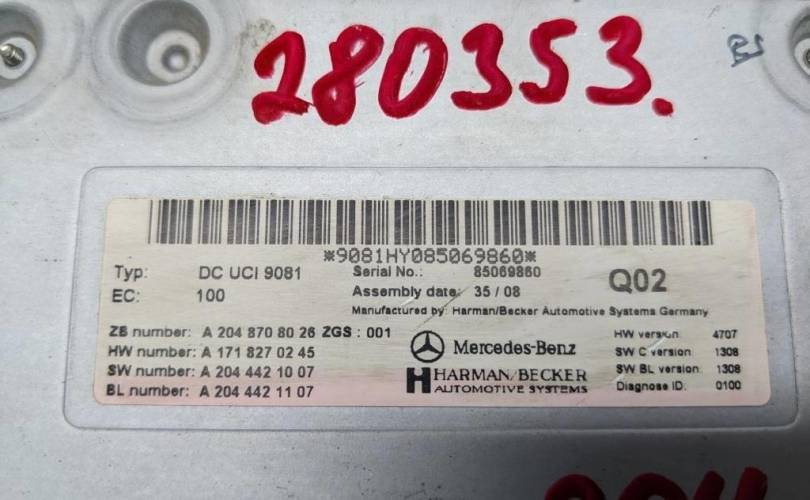 280353.
*9081HY085069860*
Typ: DC UCI 9081 Serial No.: 85069860 Q02
EC: 100 Assembly date: 35 / 08
Manufactured by: Harman/Becker Automotive Systems Germany
ZB number: A 204 870 80 26 ZGS : 001 HW version 4707
HW number: A 171 827 02 45 Mercedes-Benz SW C version 1308
SW number: A 204 442 10 07 HARMAN/BECKER SW BL version 1308
BL number: A 204 442 11 07 AUTOMOTIVE SYSTEMS Diagnose ID: 0100